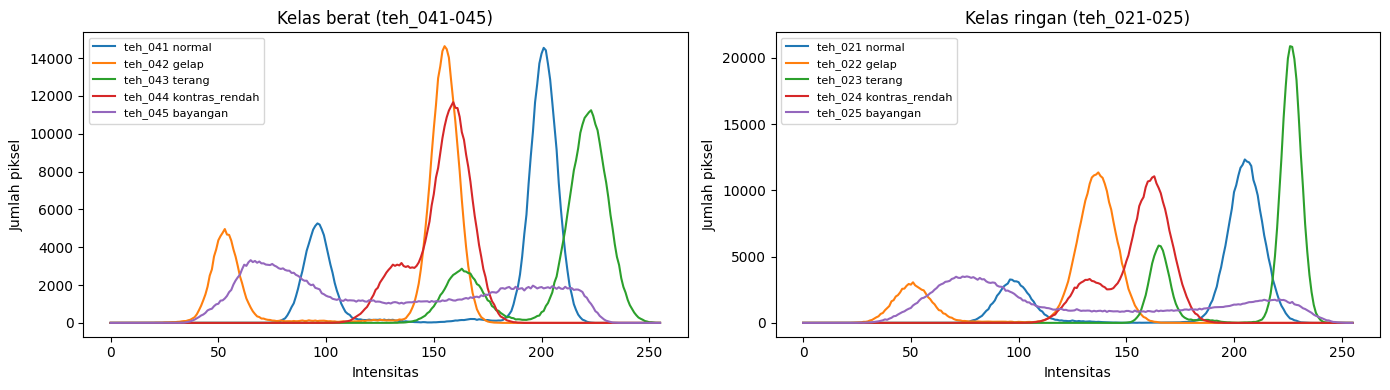 Kelas berat (teh_041-045)
teh_041 normal
teh_042 gelap
teh_043 terang
teh_044 kontras_rendah
teh_045 bayangan
Jumlah piksel
14000
12000
10000
8000
6000
4000
2000
0
0 50 100 150 200 250
Intensitas
Kelas ringan (teh_021-025)
teh_021 normal
teh_022 gelap
teh_023 terang
teh_024 kontras_rendah
teh_025 bayangan
Jumlah piksel
20000
15000
10000
5000
0
0 50 100 150 200 250
Intensitas